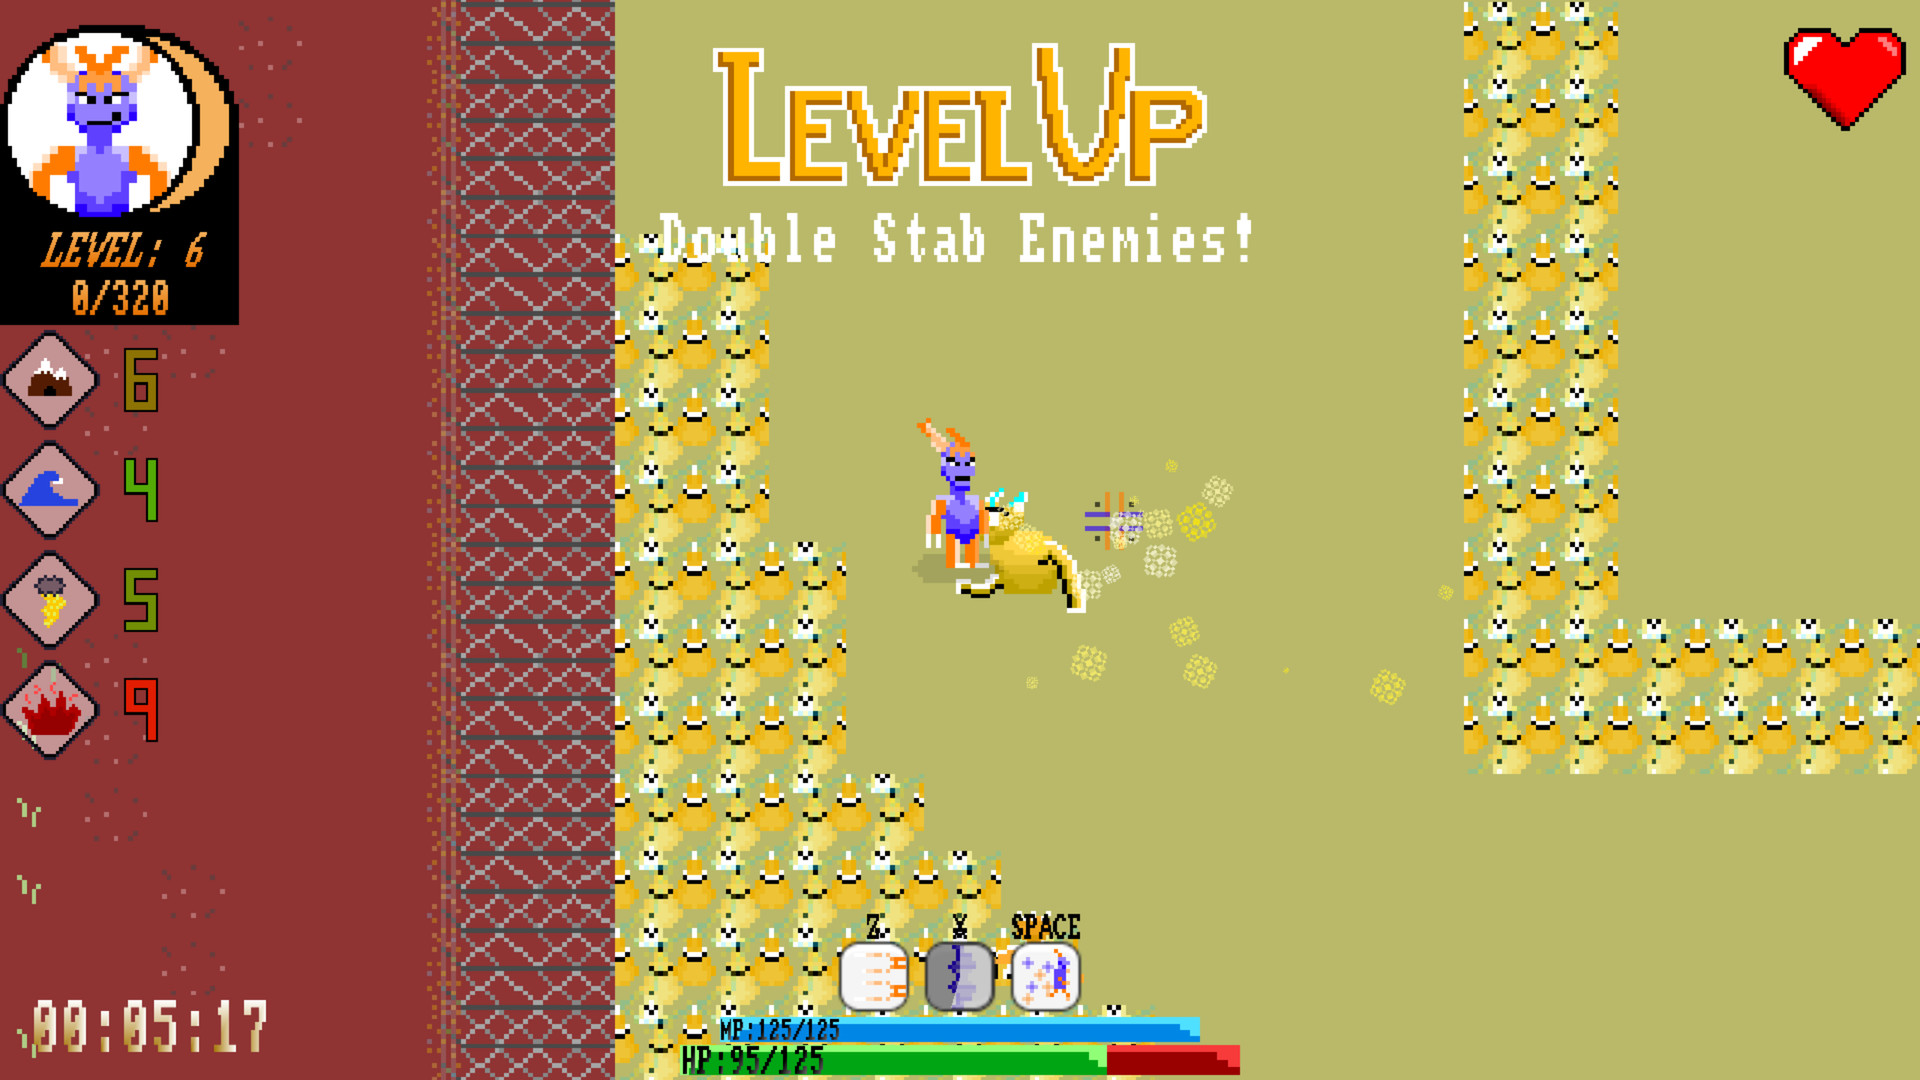 LEVEL UP
Double Stab Enemies!
LEVEL: 6
0/320
6
4
5
9
Z X SPACE
00:05:17
MP:125/125
HP:95/125